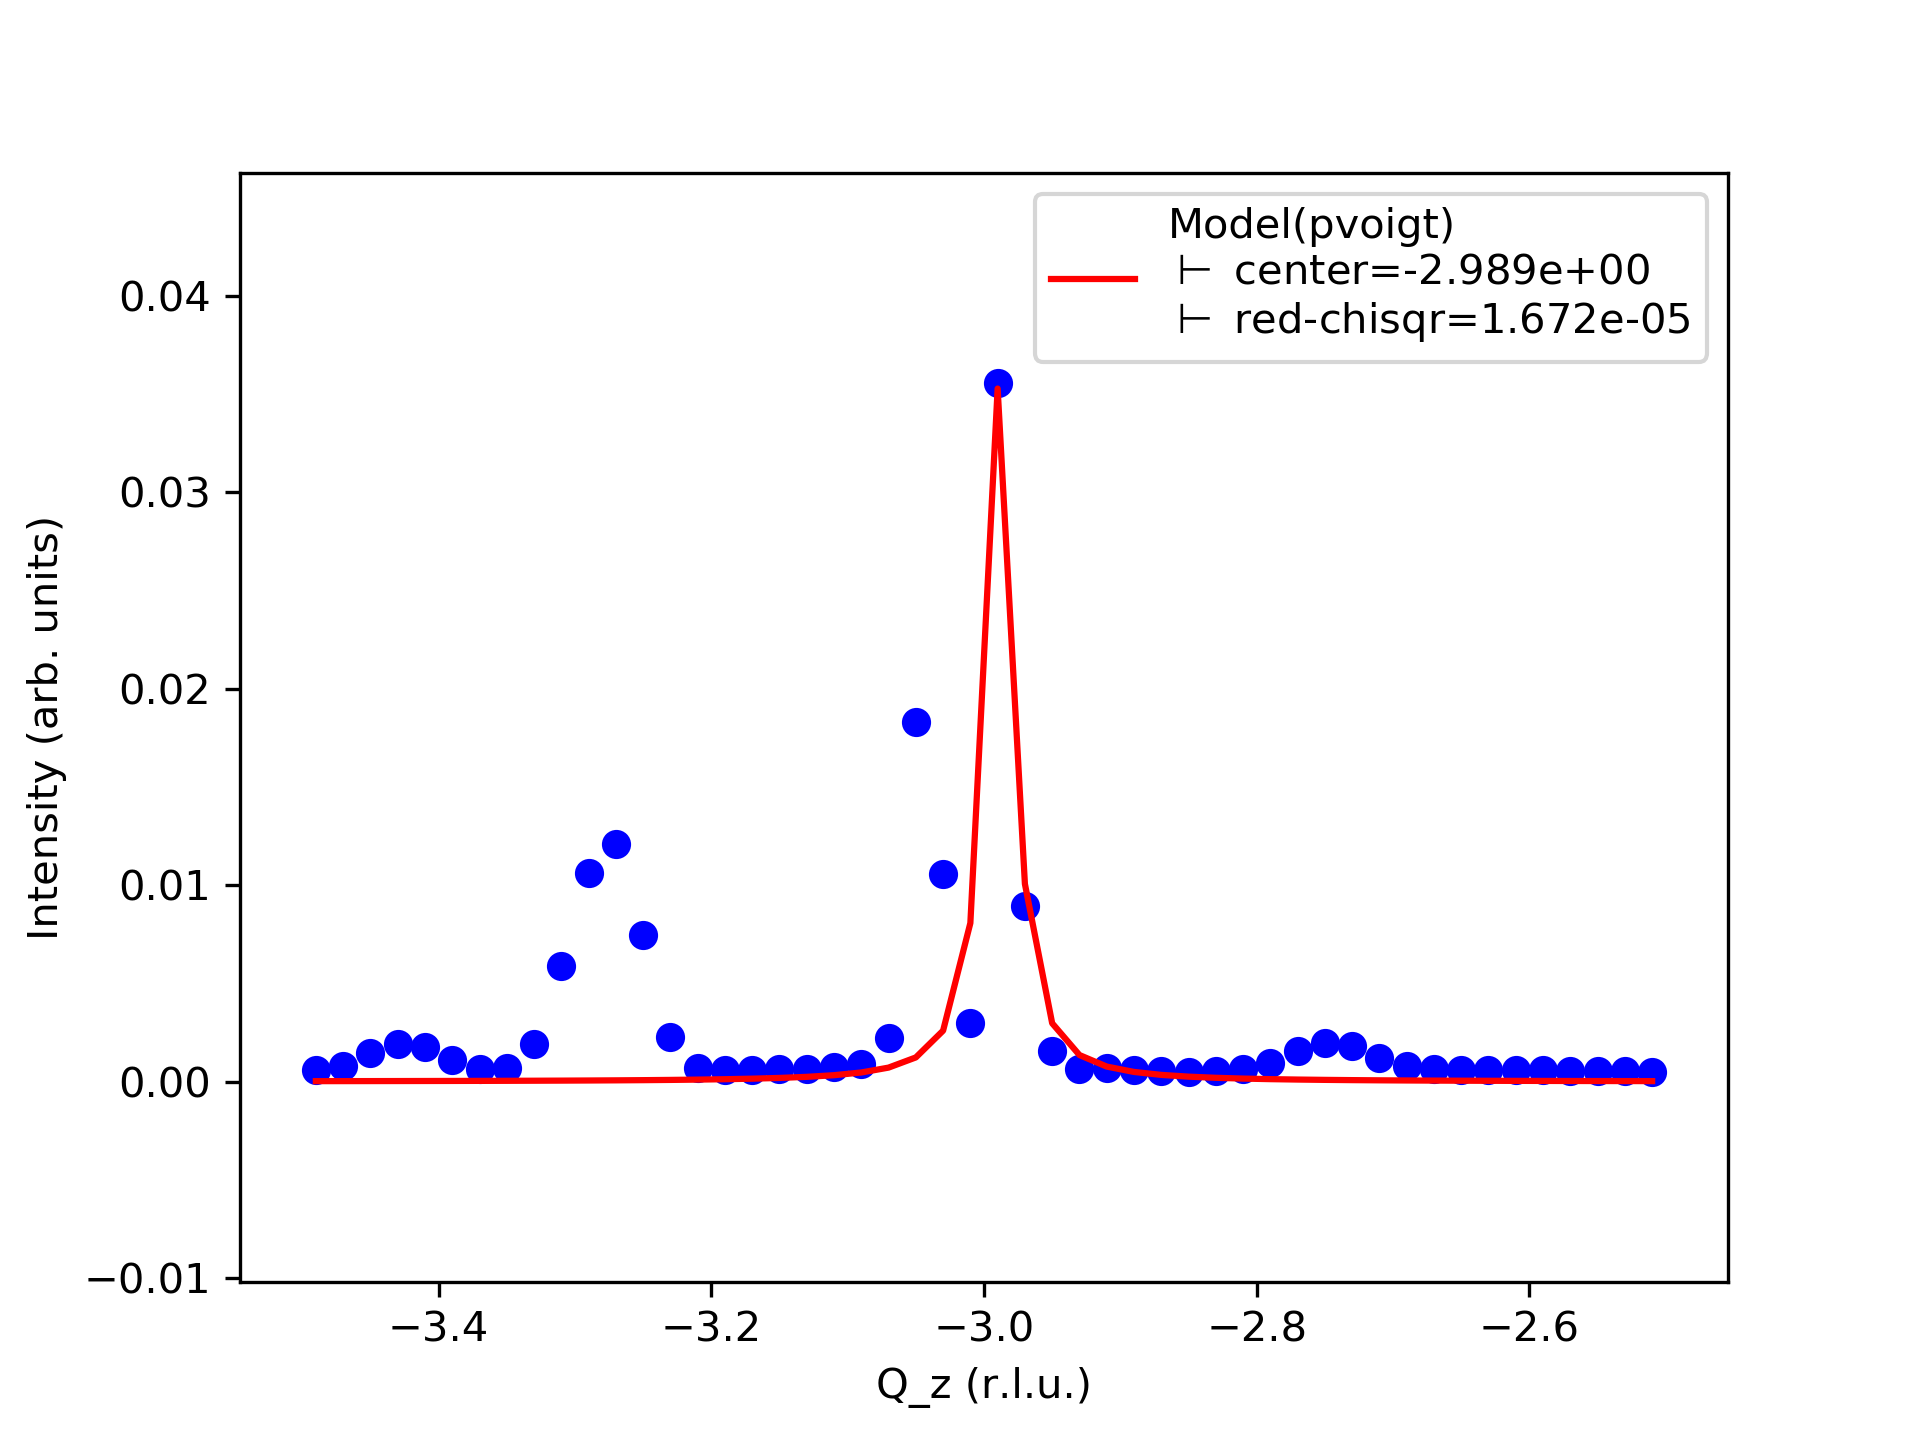 Model(pvoigt)
⊢ center=-2.989e+00
⊢ red-chisqr=1.672e-05
0.04
0.03
0.02
0.01
0.00
−0.01
Intensity (arb. units)
−3.4 −3.2 −3.0 −2.8 −2.6
Q_z (r.l.u.)